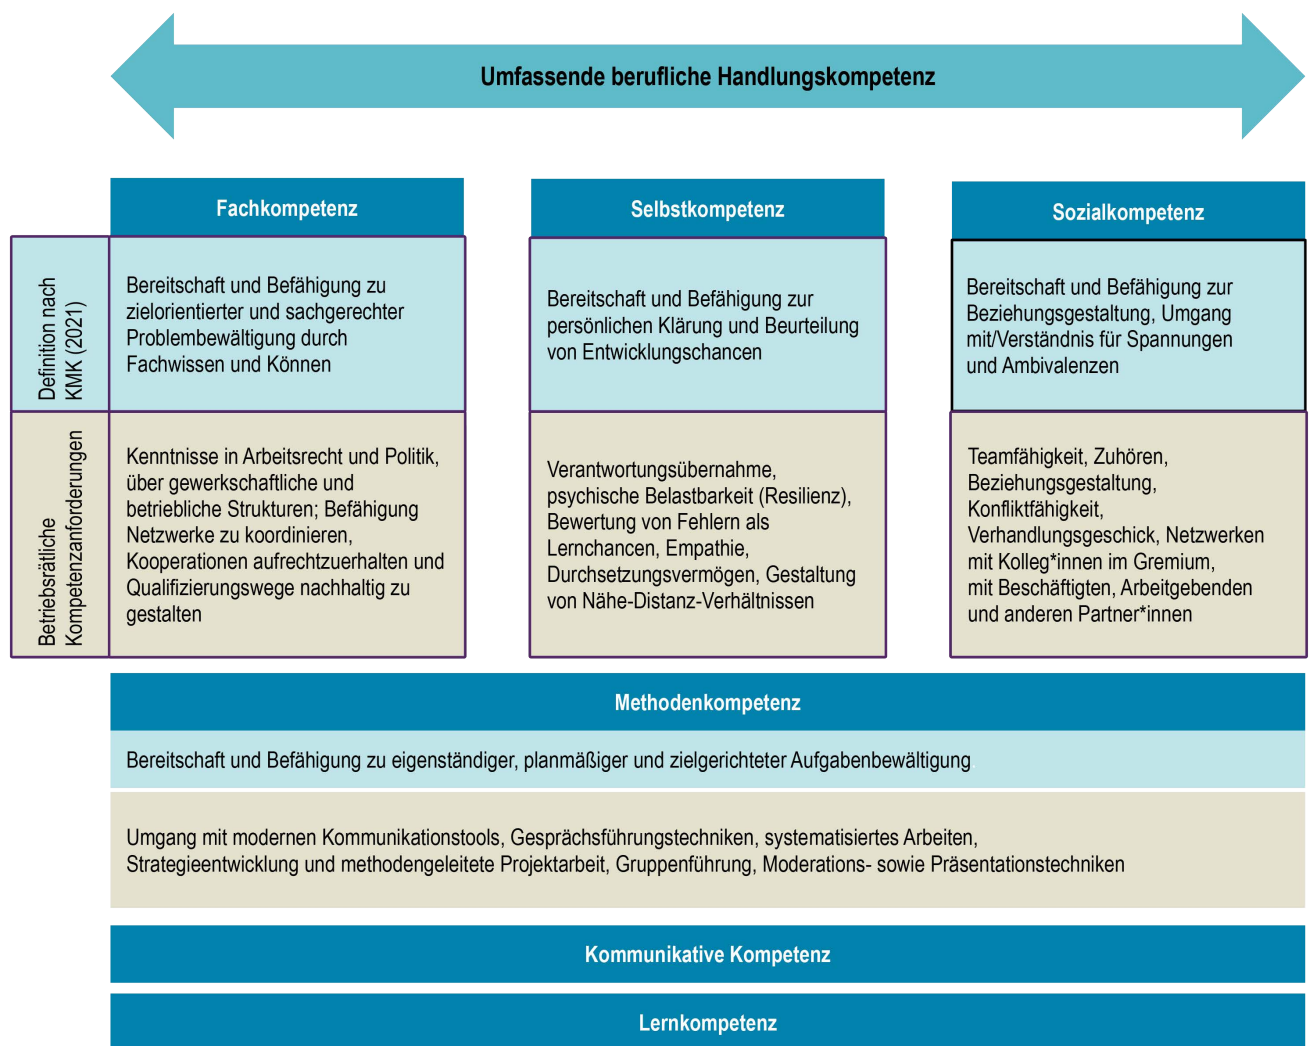 Umfassende berufliche Handlungskompetenz
Fachkompetenz
Selbstkompetenz
Sozialkompetenz
Definition nach
KMK (2021)
Bereitschaft und Befähigung zu
zielorientierter und sachgerechter
Problembewältigung durch
Fachwissen und Können
Bereitschaft und Befähigung zur
persönlichen Klärung und Beurteilung
von Entwicklungschancen
Bereitschaft und Befähigung zur
Beziehungsgestaltung, Umgang
mit/Verständnis für Spannungen
und Ambivalenzen
Betriebsrätliche
Kompetenzanforderungen
Kenntnisse in Arbeitsrecht und Politik,
über gewerkschaftliche und
betriebliche Strukturen; Befähigung
Netzwerke zu koordinieren,
Kooperationen aufrechtzuerhalten und
Qualifizierungswege nachhaltig zu
gestalten
Verantwortungsübernahme,
psychische Belastbarkeit (Resilienz),
Bewertung von Fehlern als
Lernchancen, Empathie,
Durchsetzungsvermögen, Gestaltung
von Nähe-Distanz-Verhältnissen
Teamfähigkeit, Zuhören,
Beziehungsgestaltung,
Konfliktfähigkeit,
Verhandlungsgeschick, Netzwerken
mit Kolleg*innen im Gremium,
mit Beschäftigten, Arbeitgebenden
und anderen Partner*innen
Methodenkompetenz
Bereitschaft und Befähigung zu eigenständiger, planmäßiger und zielgerichteter Aufgabenbewältigung
Umgang mit modernen Kommunikationstools, Gesprächsführungstechniken, systematisiertes Arbeiten,
Strategieentwicklung und methodengeleitete Projektarbeit, Gruppenführung, Moderations- sowie Präsentationstechniken
Kommunikative Kompetenz
Lernkompetenz